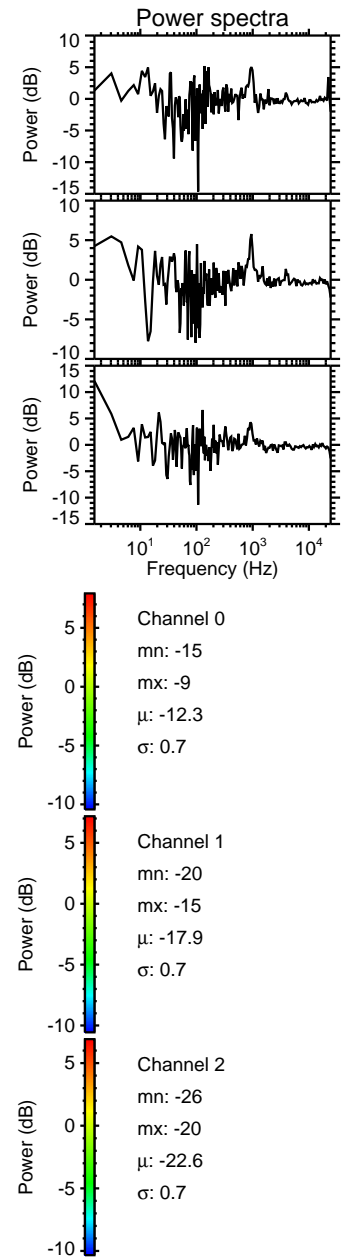 Power spectra
10
5
0
-5
-10
-15
Power (dB)
10
5
0
-5
-10
Power (dB)
15
10
5
0
-5
-10
-15
Power (dB)
10^1 10^2 10^3 10^4
Frequency (Hz)
5
0
-5
-10
Power (dB)
Channel 0
mn: -15
mx: -9
μ: -12.3
σ: 0.7
5
0
-5
-10
Power (dB)
Channel 1
mn: -20
mx: -15
μ: -17.9
σ: 0.7
5
0
-5
-10
Power (dB)
Channel 2
mn: -26
mx: -20
μ: -22.6
σ: 0.7